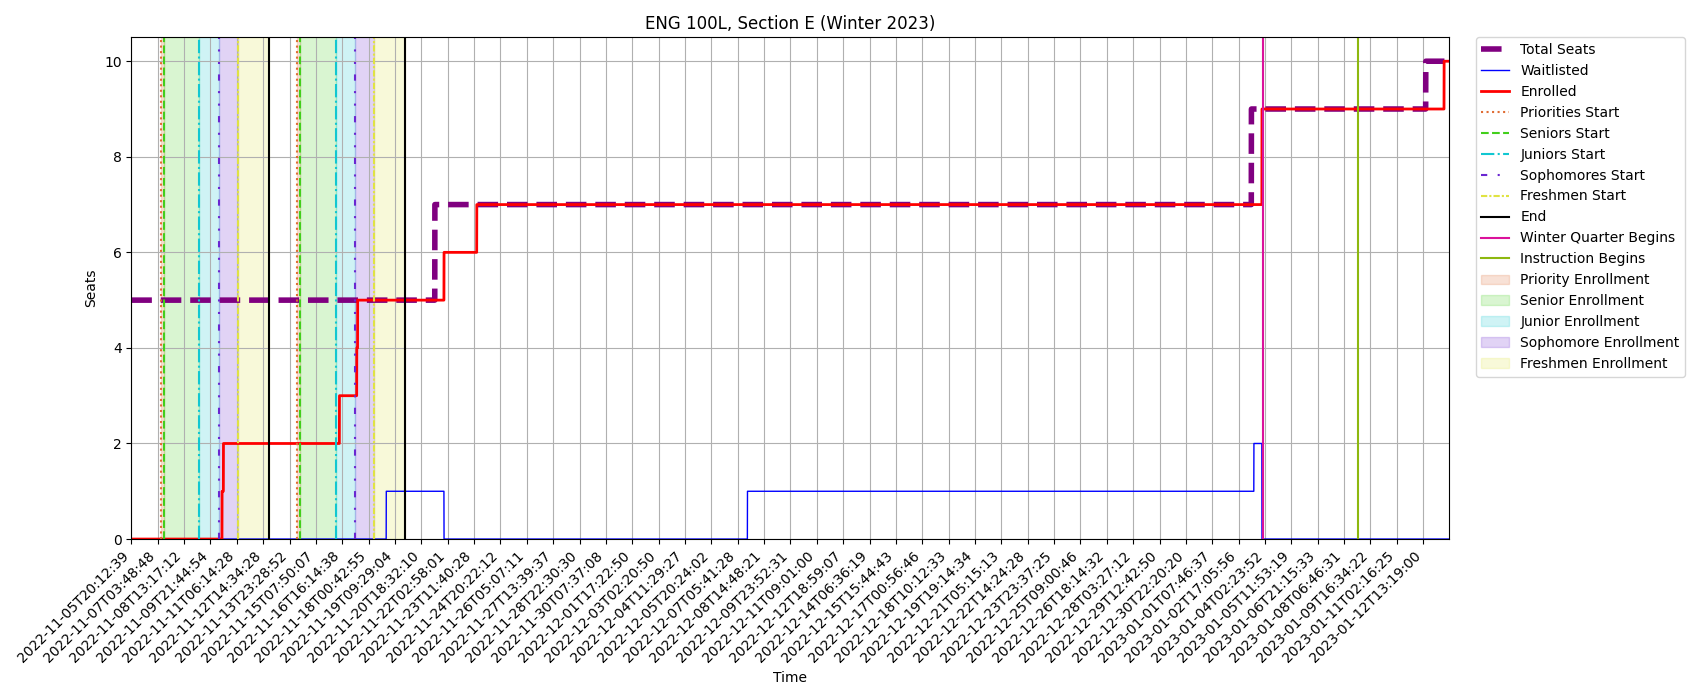 ENG 100L, Section E (Winter 2023)
10
8
6
4
2
0
Seats
2022-11-05T20:12:39
2022-11-07T03:48:48
2022-11-08T13:17:12
2022-11-09T21:44:54
2022-11-11T06:14:28
2022-11-12T14:34:28
2022-11-13T23:28:52
2022-11-15T07:50:07
2022-11-16T16:14:38
2022-11-18T00:42:55
2022-11-19T09:29:04
2022-11-20T18:32:10
2022-11-22T02:58:01
2022-11-23T11:40:28
2022-11-24T20:22:12
2022-11-26T05:07:11
2022-11-27T13:39:37
2022-11-28T22:30:30
2022-11-30T07:37:08
2022-12-01T17:22:50
2022-12-03T02:20:50
2022-12-04T11:29:27
2022-12-05T20:24:02
2022-12-07T05:41:28
2022-12-08T14:48:21
2022-12-09T23:52:31
2022-12-11T09:01:00
2022-12-12T18:59:07
2022-12-14T06:36:19
2022-12-15T15:44:43
2022-12-17T00:56:46
2022-12-18T10:12:33
2022-12-19T19:14:34
2022-12-21T05:15:13
2022-12-22T14:24:28
2022-12-23T23:37:25
2022-12-25T09:00:46
2022-12-26T18:14:32
2022-12-28T03:27:12
2022-12-29T12:42:50
2022-12-30T22:20:20
2023-01-01T07:46:37
2023-01-02T17:05:56
2023-01-04T02:23:52
2023-01-05T11:53:19
2023-01-06T21:15:33
2023-01-08T06:46:31
2023-01-09T16:34:22
2023-01-11T02:16:25
2023-01-12T13:19:00
Time
Total Seats
Waitlisted
Enrolled
Priorities Start
Seniors Start
Juniors Start
Sophomores Start
Freshmen Start
End
Winter Quarter Begins
Instruction Begins
Priority Enrollment
Senior Enrollment
Junior Enrollment
Sophomore Enrollment
Freshmen Enrollment